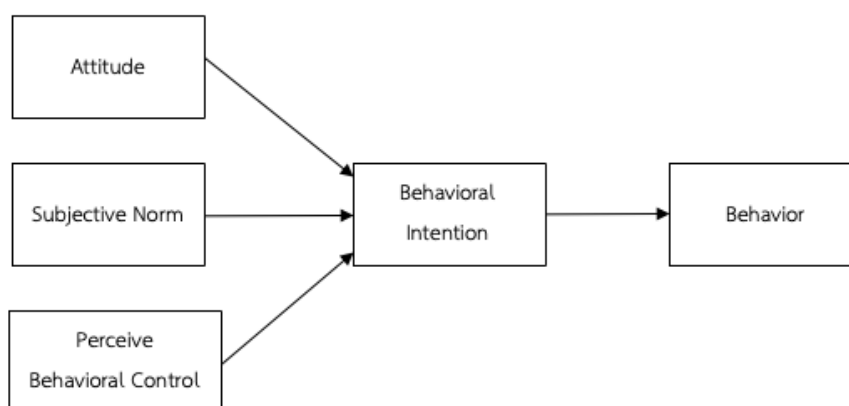 Attitude
Subjective Norm
Behavioral
Intention
Behavior
Perceive
Behavioral Control